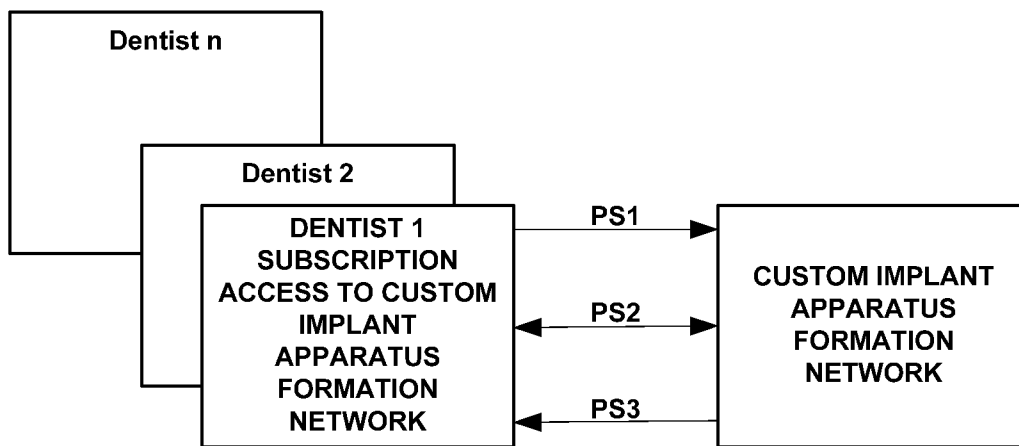 Dentist n
Dentist 2
DENTIST 1
SUBSCRIPTION
ACCESS TO CUSTOM
IMPLANT
APPARATUS
FORMATION
NETWORK
PS1
PS2
PS3
CUSTOM IMPLANT
APPARATUS
FORMATION
NETWORK